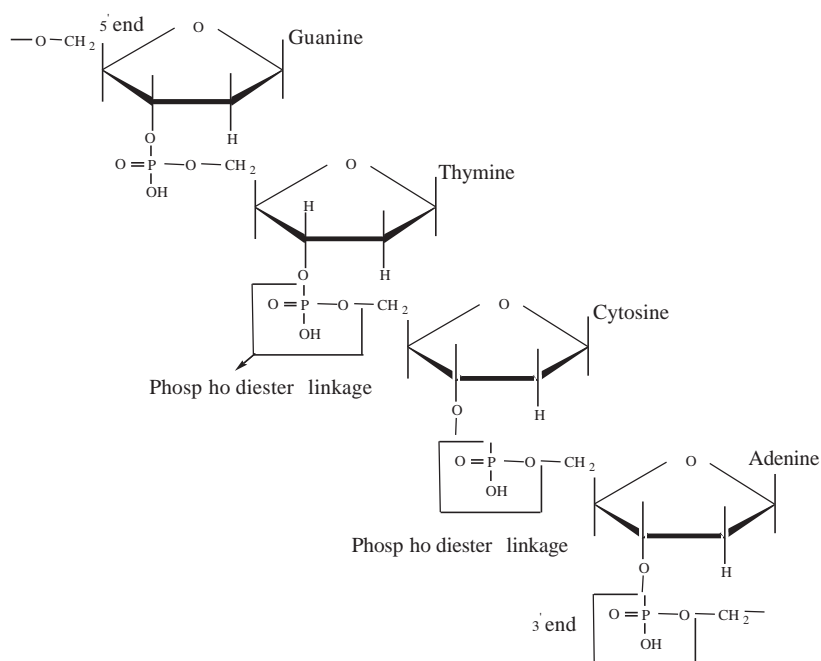 5' end
O
O—CH2
Guanine
H
O
O=P—O—CH2
OH
O
Thymine
H
H
O
O=P—O—CH2
OH
O
Cytosine
Phosp ho diester linkage
H
O
O=P—O—CH2
OH
O
Adenine
Phosp ho diester linkage
H
O
O=P—O—CH2
OH
3' end